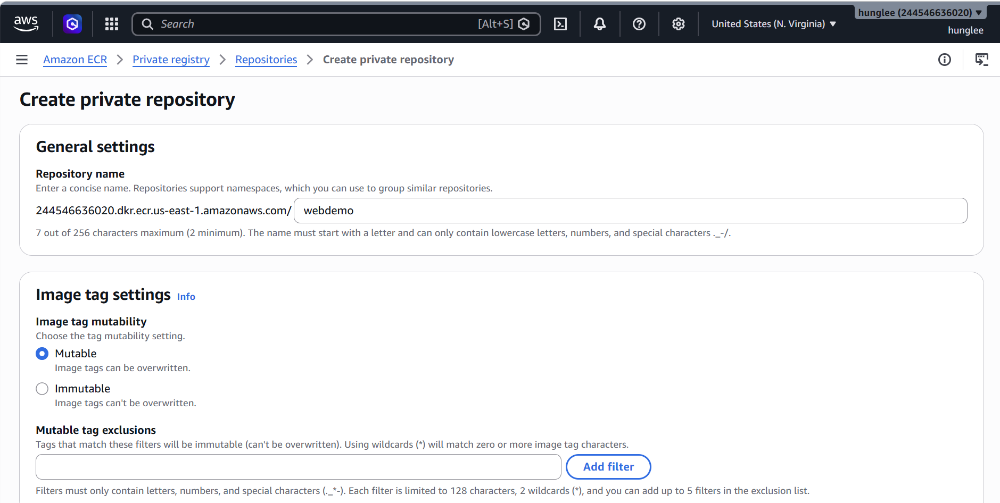 aws
Search [Alt+S]
United States (N. Virginia)
hunglee (244546636020)
hunglee
Amazon ECR > Private registry > Repositories > Create private repository
Create private repository
General settings
Repository name
Enter a concise name. Repositories support namespaces, which you can use to group similar repositories.
244546636020.dkr.ecr.us-east-1.amazonaws.com/ webdemo
7 out of 256 characters maximum (2 minimum). The name must start with a letter and can only contain lowercase letters, numbers, and special characters ._-/.
Image tag settings Info
Image tag mutability
Choose the tag mutability setting.
Mutable
Image tags can be overwritten.
Immutable
Image tags can't be overwritten.
Mutable tag exclusions
Tags that match these filters will be immutable (can't be overwritten). Using wildcards (*) will match zero or more image tag characters.
Add filter
Filters must only contain letters, numbers, and special characters (._*-). Each filter is limited to 128 characters, 2 wildcards (*), and you can add up to 5 filters in the exclusion list.